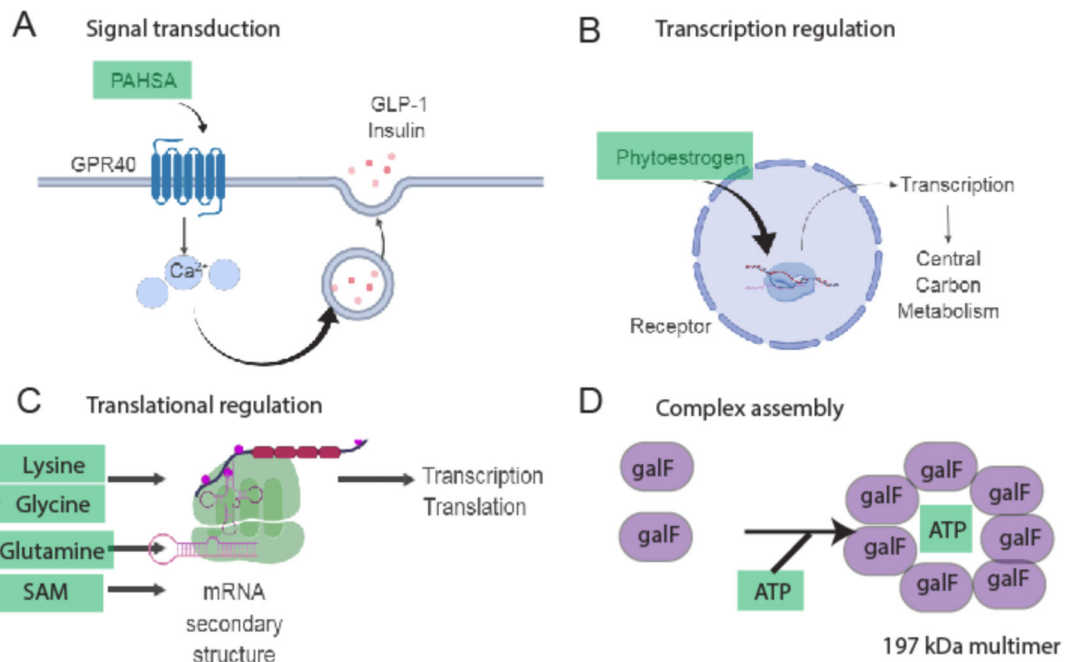 A Signal transduction
PAHSA
GPR40
GLP-1
Insulin
Ca²⁺
B Transcription regulation
Phytoestrogen
Transcription
Central
Carbon
Metabolism
Receptor
C Translational regulation
Lysine
Glycine
Glutamine
SAM
Transcription
Translation
mRNA
secondary
structure
D Complex assembly
galF
galF
ATP
galF
galF
galF
galF
galF
galF
galF
ATP
197 kDa multimer